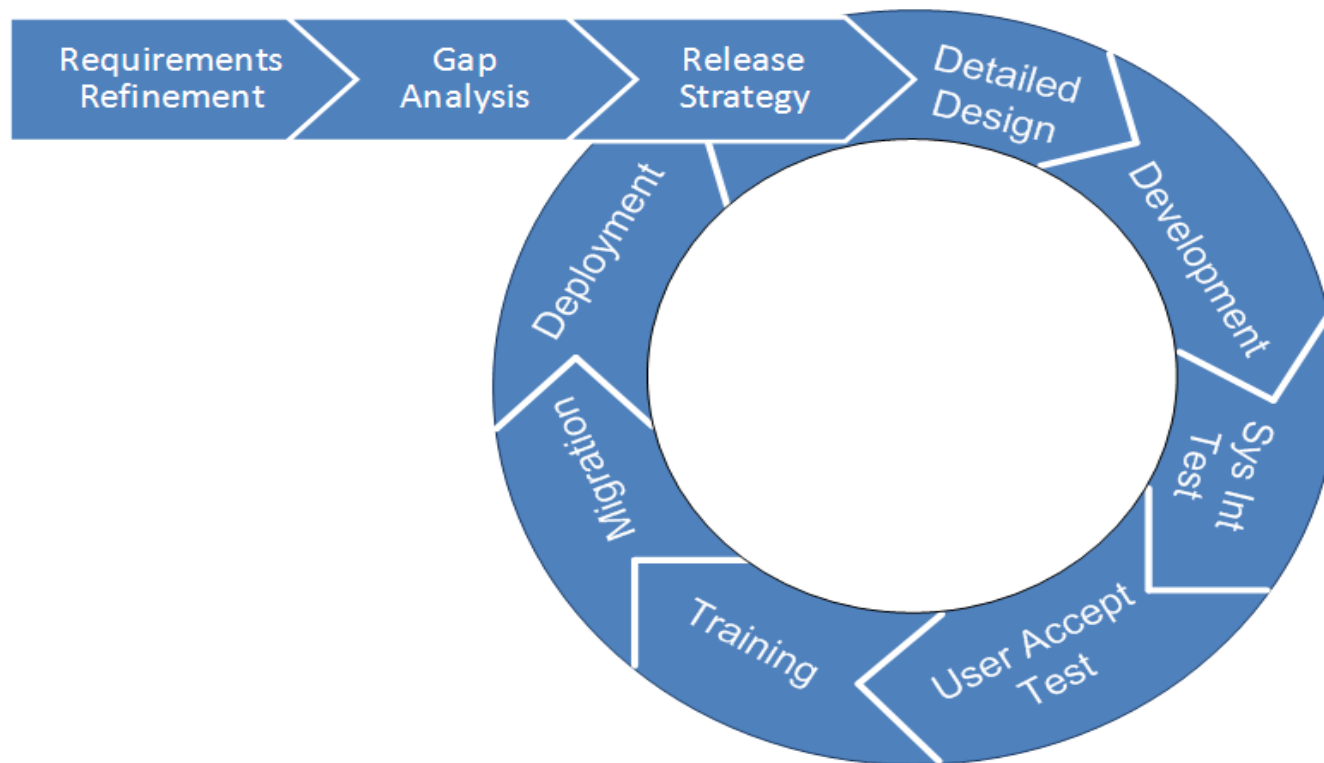 Requirements
Refinement
Gap
Analysis
Release
Strategy
Detailed
Design
Development
Sys Int
Test
User Accept
Test
Training
Migration
Deployment